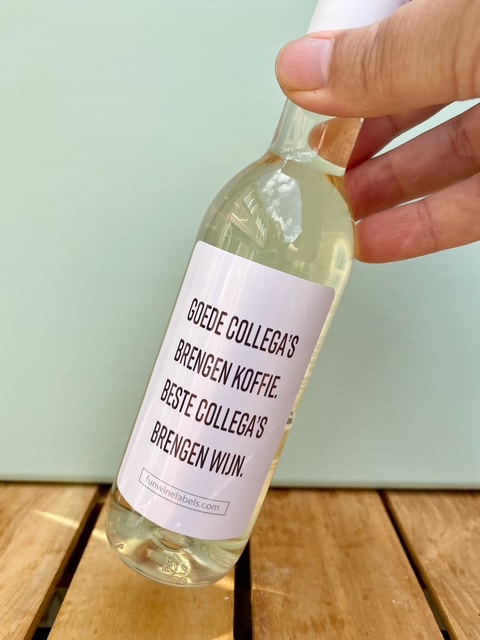 GOEDE COLLEGA'S
BRENGEN KOFFIE.
BESTE COLLEGA'S
BRENGEN WIJN.
funwinelabels.com